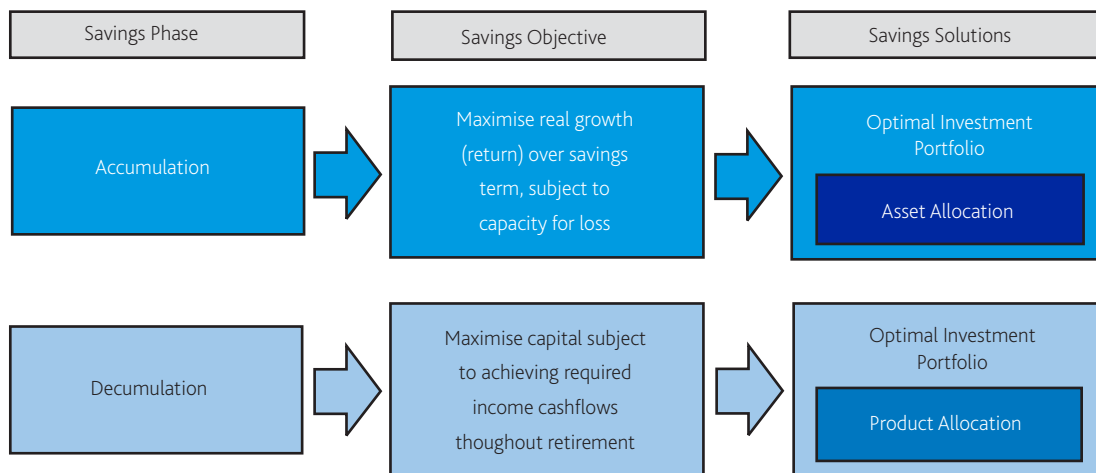 Savings Phase
Savings Objective
Savings Solutions
Accumulation
Maximise real growth
(return) over savings
term, subject to
capacity for loss
Optimal Investment
Portfolio
Asset Allocation
Decumulation
Maximise capital subject
to achieving required
income cashflows
thoughout retirement
Optimal Investment
Portfolio
Product Allocation